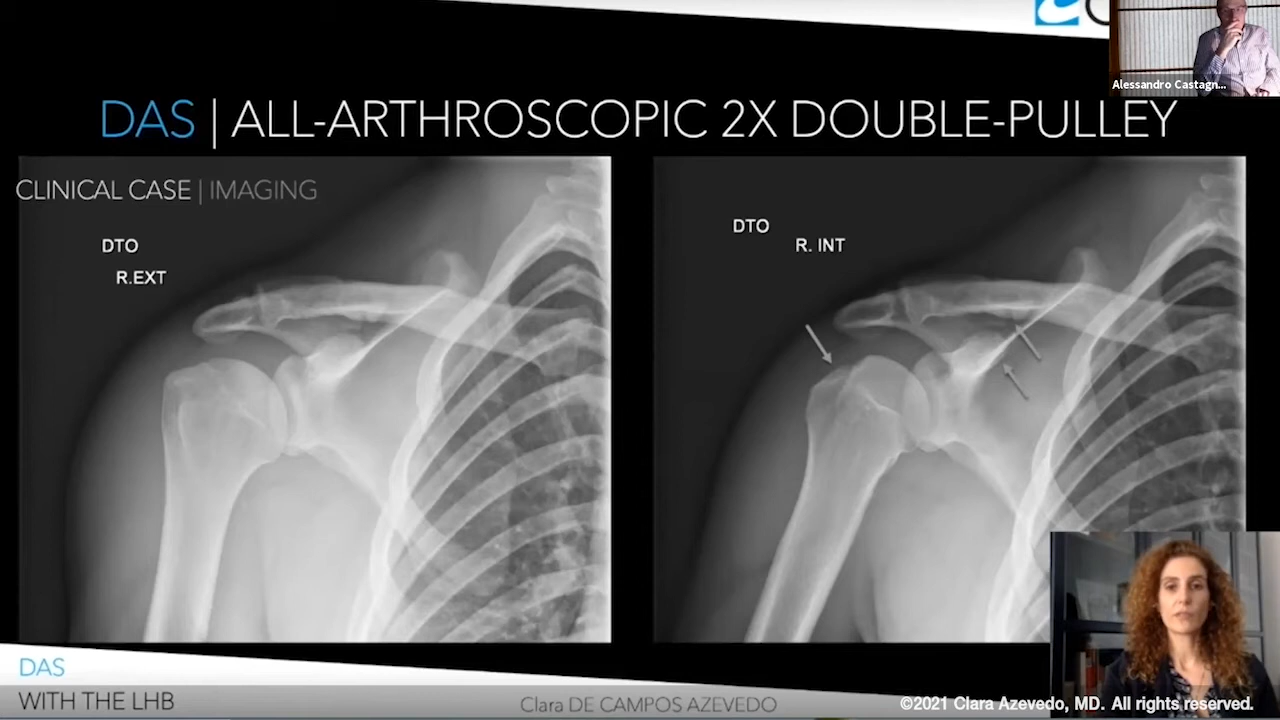 Alessandro Castagn...
DAS | ALL-ARTHROSCOPIC 2X DOUBLE-PULLEY
CLINICAL CASE | IMAGING
DTO
R.EXT
DTO
R. INT
DAS
WITH THE LHB
Clara DE CAMPOS AZEVEDO
©2021 Clara Azevedo, MD. All rights reserved.